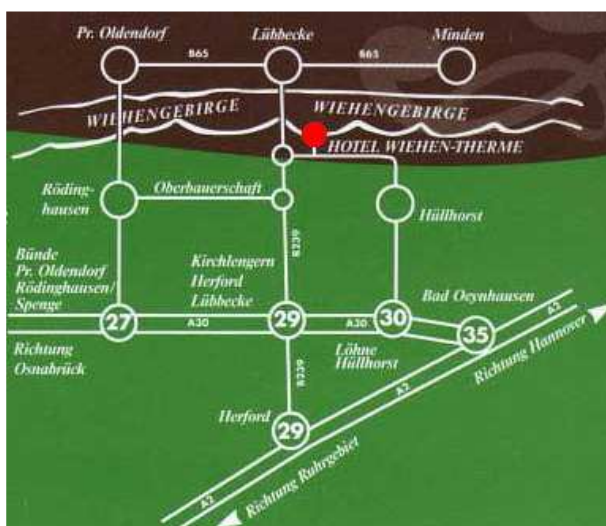 Pr. Oldendorf
Lübbecke
Minden
B65
B65
WIEHENGEBIRGE
WIEHENGEBIRGE
HOTEL WIEHEN-THERME
Röding-
hausen
Oberbauerschaft
Hüllhorst
B239
Bünde
Pr. Oldendorf
Rödinghausen/
Spenge
Kirchlengern
Herford
Lübbecke
Bad Oeynhausen
27
A30
29
A30
30
35
A2
Richtung
Osnabrück
Löhne
Hüllhorst
Richtung Hannover
B239
A2
Herford
29
Richtung Ruhrgebiet
A2